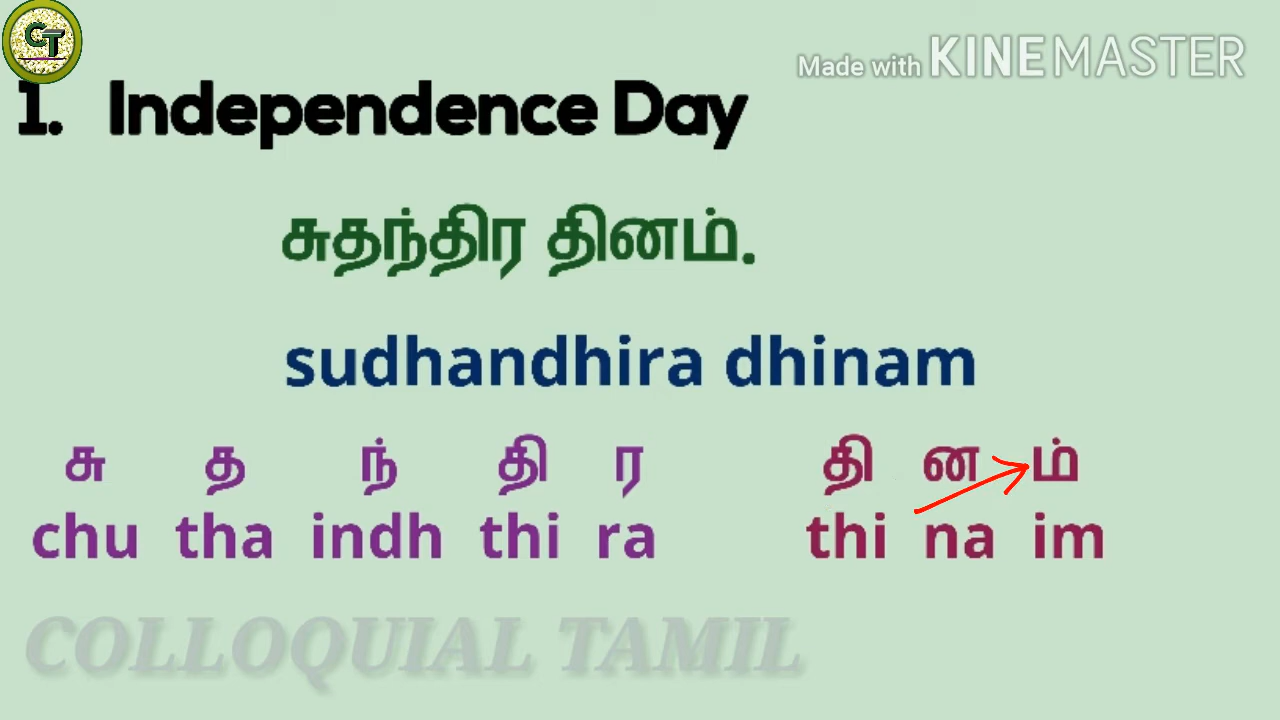 CT
Made with KINEMASTER
1. Independence Day
சுதந்திர தினம்.
sudhandhira dhinam
சு த ந் தி ர தி ன ம்
chu tha indh thi ra thi na im
COLLOQUIAL TAMIL